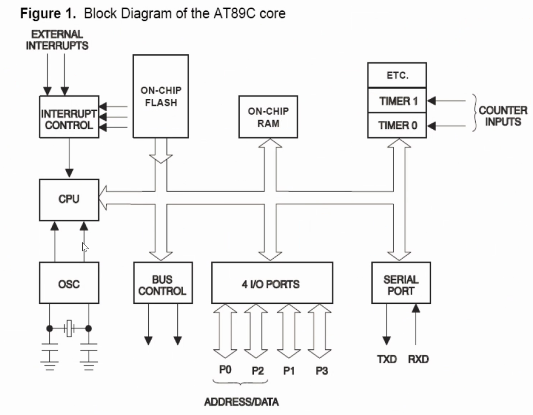 Figure 1. Block Diagram of the AT89C core
EXTERNAL
INTERRUPTS
INTERRUPT
CONTROL
ON-CHIP
FLASH
ON-CHIP
RAM
ETC.
TIMER 1
TIMER 0
COUNTER
INPUTS
CPU
OSC
BUS
CONTROL
4 I/O PORTS
SERIAL
PORT
P0
P2
P1
P3
TXD
RXD
ADDRESS/DATA